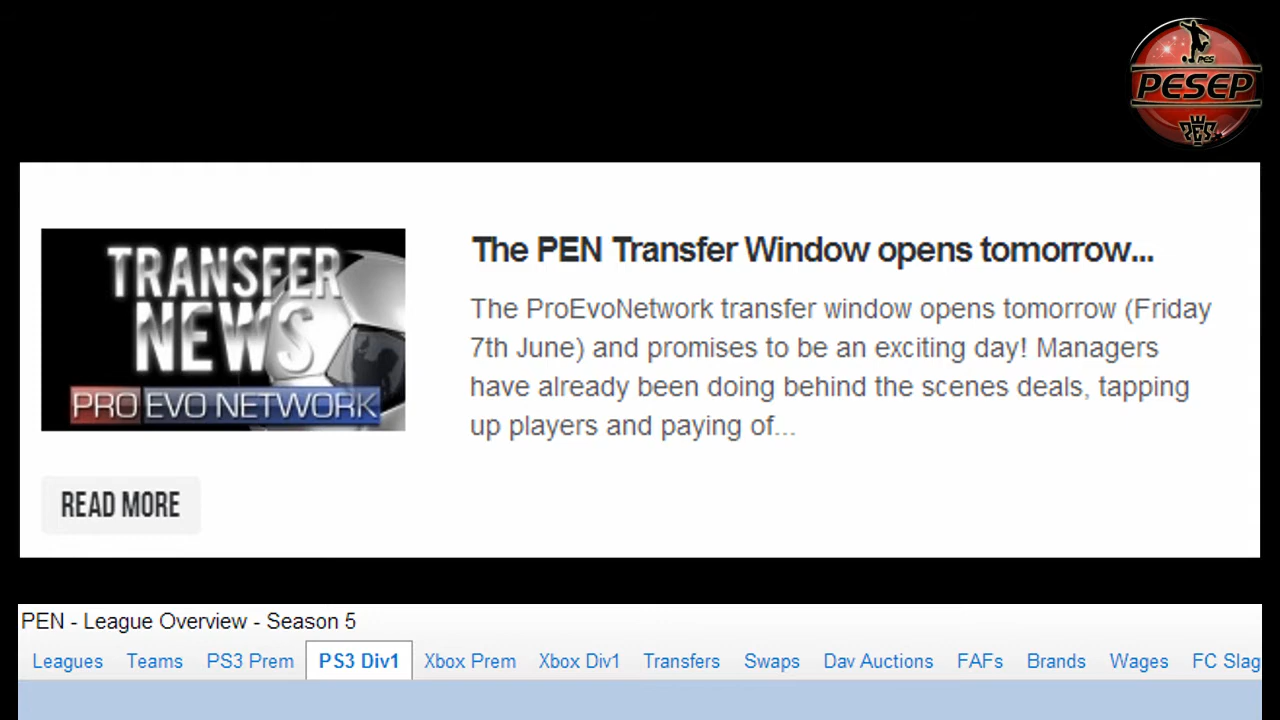 PES
PESEP
PES
The PEN Transfer Window opens tomorrow...
TRANSFER
NEWS
PRO EVO NETWORK
The ProEvoNetwork transfer window opens tomorrow (Friday
7th June) and promises to be an exciting day! Managers
have already been doing behind the scenes deals, tapping
up players and paying of...
READ MORE
PEN - League Overview - Season 5
Leagues Teams PS3 Prem PS3 Div1 Xbox Prem Xbox Div1 Transfers Swaps Dav Auctions FAFs Brands Wages FC Slag